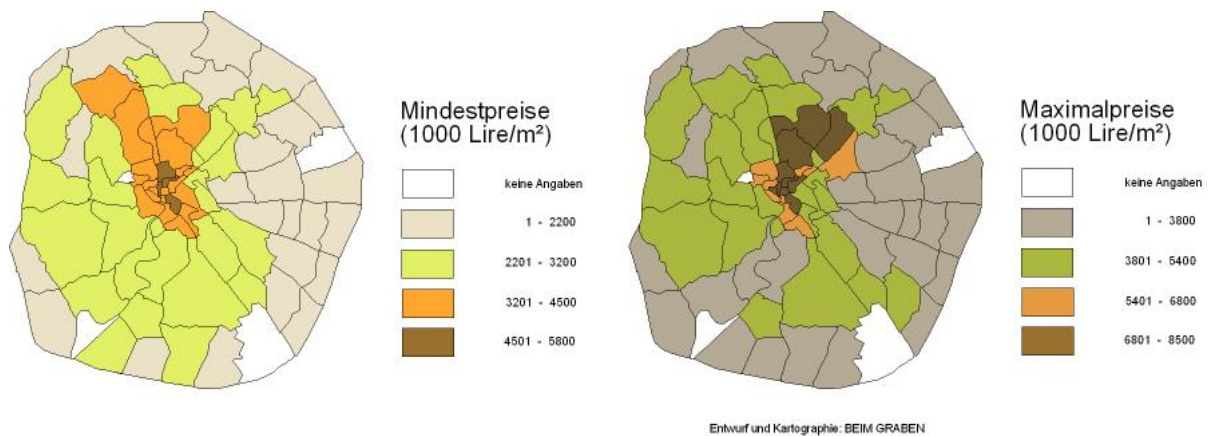 Mindestpreise
(1000 Lire/m²)
keine Angaben
1 - 2200
2201 - 3200
3201 - 4500
4501 - 5800
Maximalpreise
(1000 Lire/m²)
keine Angaben
1 - 3800
3801 - 5400
5401 - 6800
6801 - 8500
Entwurf und Kartographie: BEIM GRABEN